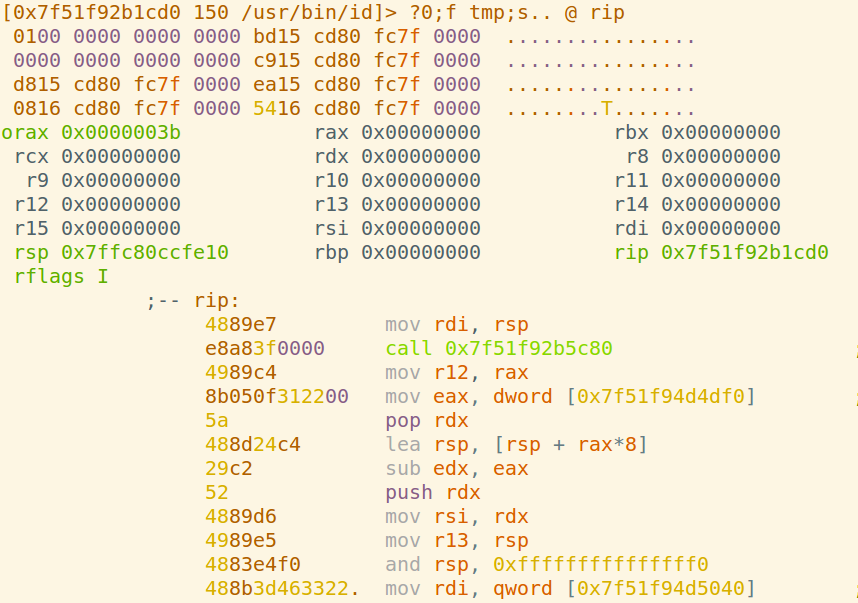 [0x7f51f92b1cd0 150 /usr/bin/id]> ?0;f tmp;s.. @ rip
0100 0000 0000 0000 bd15 cd80 fc7f 0000 ................
0000 0000 0000 0000 c915 cd80 fc7f 0000 ................
d815 cd80 fc7f 0000 ea15 cd80 fc7f 0000 ................
0816 cd80 fc7f 0000 5416 cd80 fc7f 0000 ........T.......
orax 0x0000003b rax 0x00000000 rbx 0x00000000
rcx 0x00000000 rdx 0x00000000 r8 0x00000000
r9 0x00000000 r10 0x00000000 r11 0x00000000
r12 0x00000000 r13 0x00000000 r14 0x00000000
r15 0x00000000 rsi 0x00000000 rdi 0x00000000
rsp 0x7ffc80ccfe10 rbp 0x00000000 rip 0x7f51f92b1cd0
rflags I
;-- rip:
4889e7 mov rdi, rsp
e8a83f0000 call 0x7f51f92b5c80 ;
4989c4 mov r12, rax
8b050f312200 mov eax, dword [0x7f51f94d4df0] ;
5a pop rdx
488d24c4 lea rsp, [rsp + rax*8]
29c2 sub edx, eax
52 push rdx
4889d6 mov rsi, rdx
4989e5 mov r13, rsp
4883e4f0 and rsp, 0xfffffffffffffff0
488b3d463322. mov rdi, qword [0x7f51f94d5040] ;